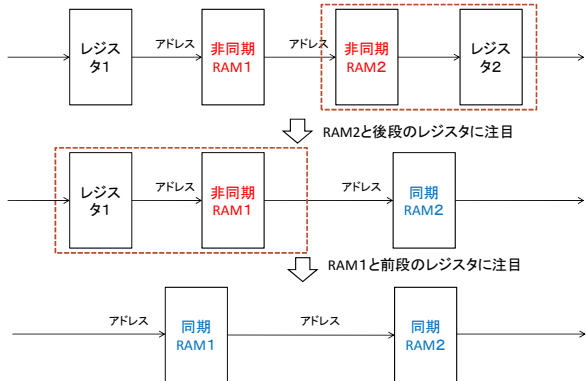 レジス
タ1
アドレス
非同期
RAM1
アドレス
非同期
RAM2
レジス
タ2
RAM2と後段のレジスタに注目
レジス
タ1
アドレス
非同期
RAM1
アドレス
同期
RAM2
RAM1と前段のレジスタに注目
アドレス
同期
RAM1
アドレス
同期
RAM2